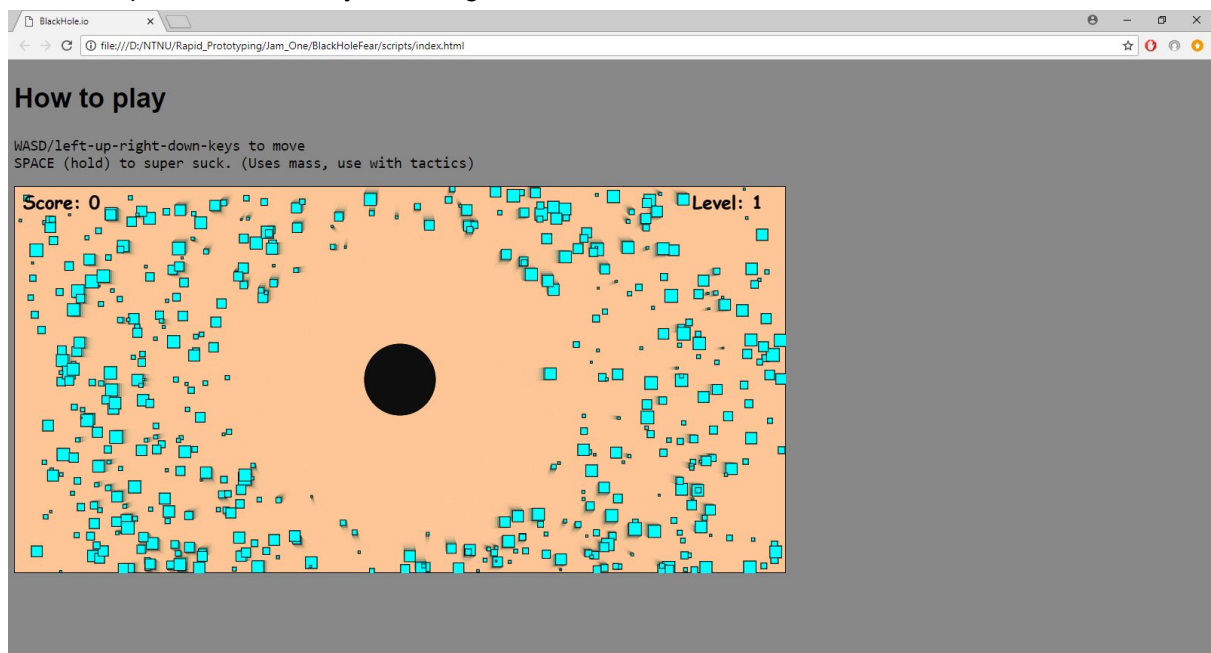 BlackHole.io
file:///D:/NTNU/Rapid_Prototyping/Jam_One/BlackHoleFear/scripts/index.html
How to play
WASD/left-up-right-down-keys to move
SPACE (hold) to super suck. (Uses mass, use with tactics)
Score: 0 Level: 1